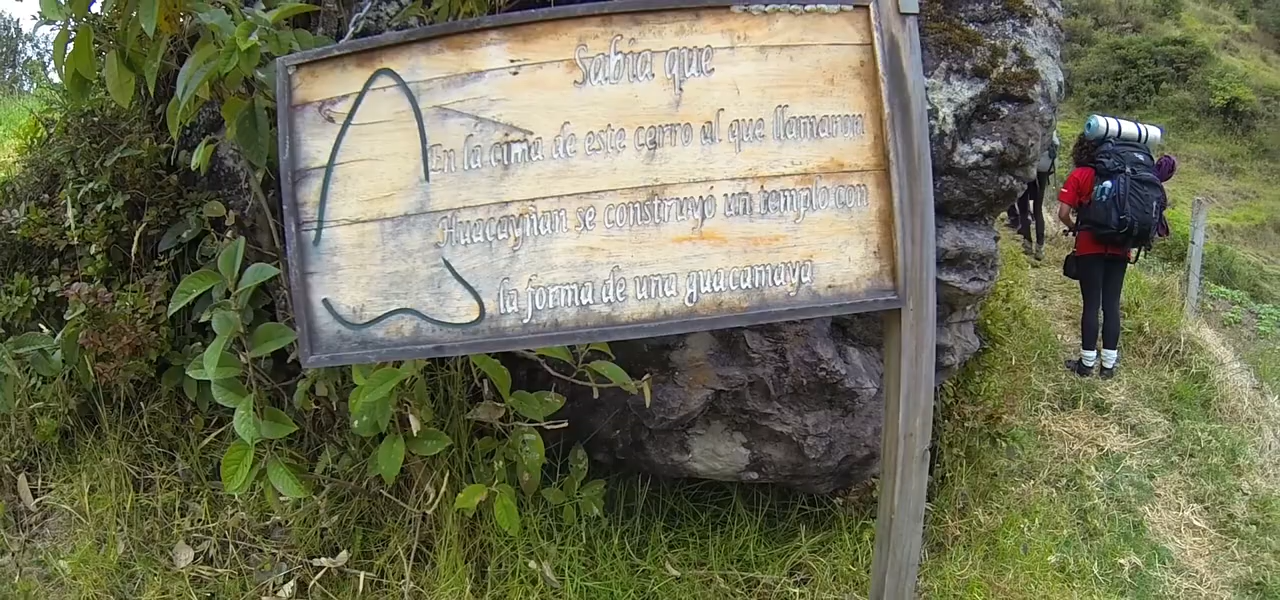 Sabia que
En la cima de este cerro al que llamaron
Huacayñan se construyó un templo con
la forma de una guacamaya